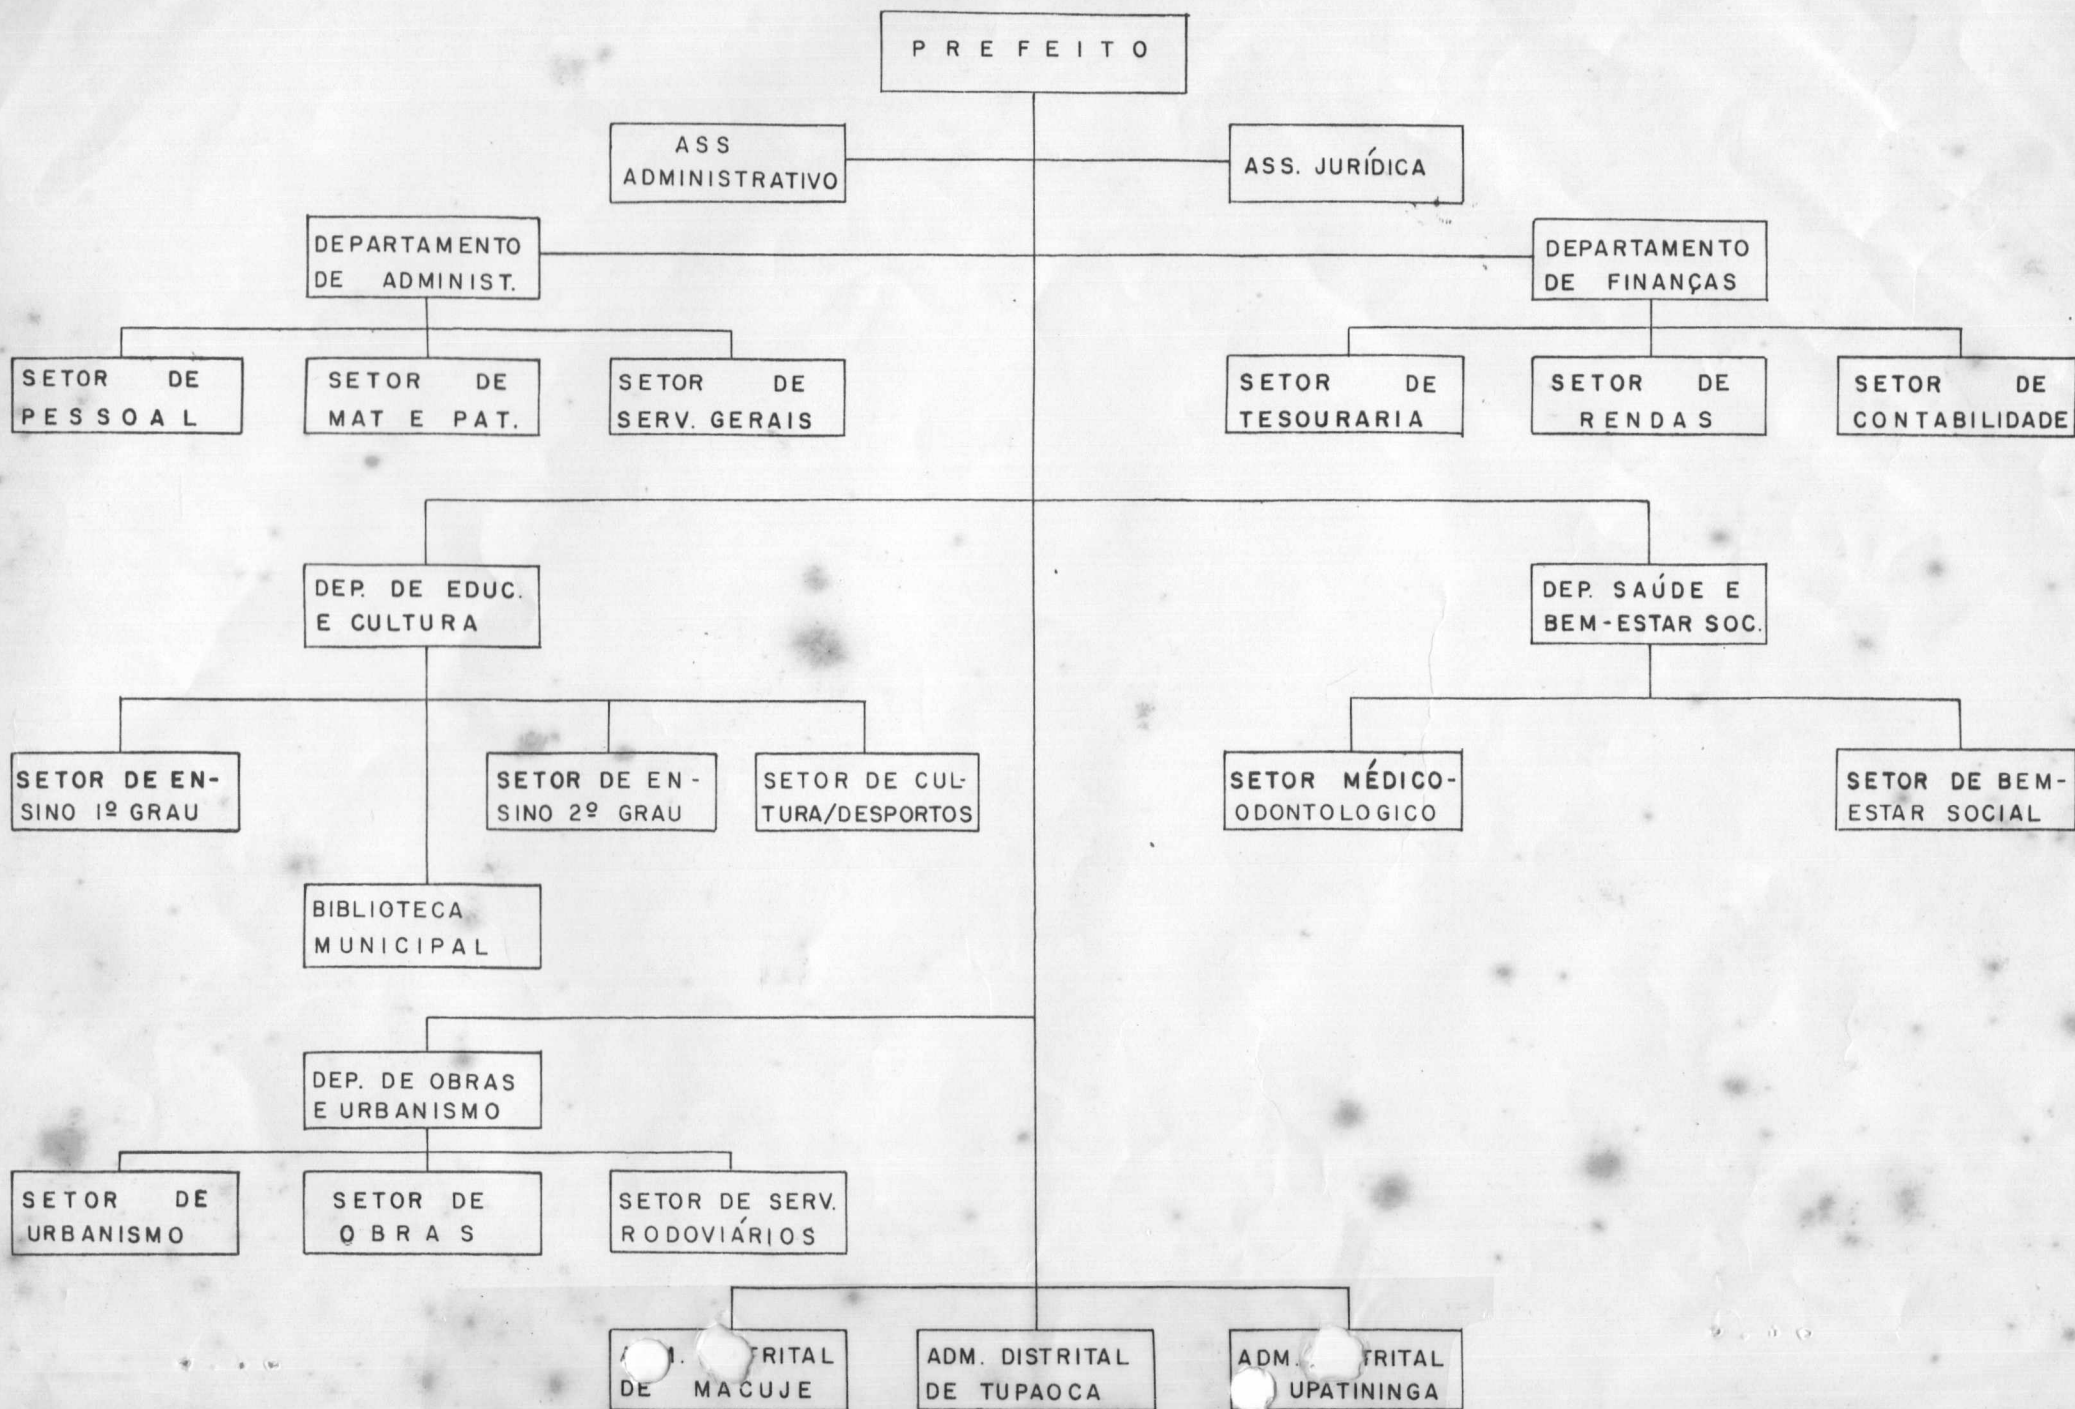 PREFEITO
ASS
ADMINISTRATIVO
ASS. JURÍDICA
DEPARTAMENTO
DE ADMINIST.
DEPARTAMENTO
DE FINANÇAS
SETOR DE
PESSOAL
SETOR DE
MAT E PAT.
SETOR DE
SERV. GERAIS
SETOR DE
TESOURARIA
SETOR DE
RENDAS
SETOR DE
CONTABILIDADE
DEP. DE EDUC.
E CULTURA
DEP. SAÚDE E
BEM-ESTAR SOC.
SETOR DE EN-
SINO 1º GRAU
SETOR DE EN-
SINO 2º GRAU
SETOR DE CUL-
TURA/DESPORTOS
SETOR MÉDICO-
ODONTOLOGICO
SETOR DE BEM-
ESTAR SOCIAL
BIBLIOTECA
MUNICIPAL
DEP. DE OBRAS
E URBANISMO
SETOR DE
URBANISMO
SETOR DE
OBRAS
SETOR DE SERV.
RODOVIÁRIOS
TRITAL
DE MACUJE
ADM. DISTRITAL
DE TUPAOCA
ADM. TRITAL
UPATININGA